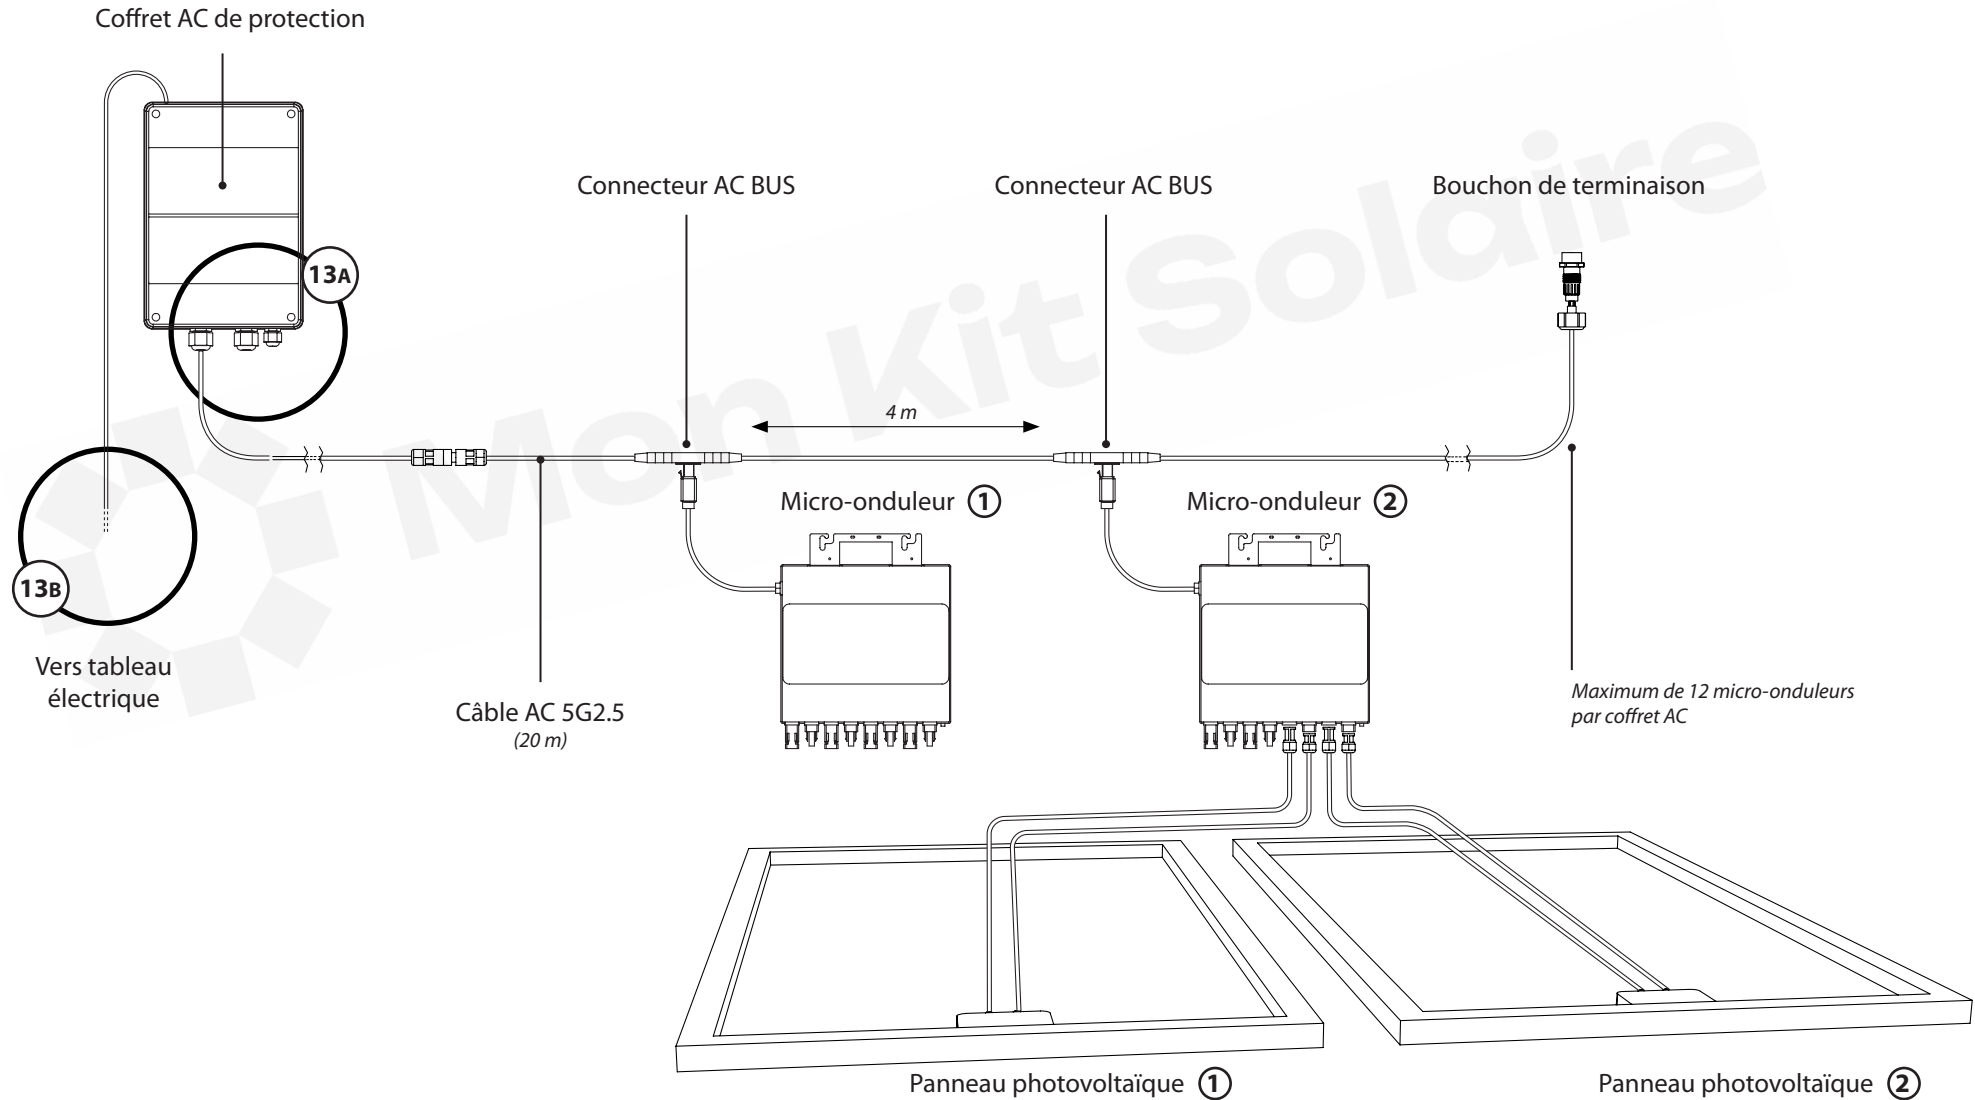 Coffret AC de protection
13A
Connecteur AC BUS
Connecteur AC BUS
Bouchon de terminaison
4 m
Micro-onduleur 1
Micro-onduleur 2
13B
Vers tableau
électrique
Câble AC 5G2.5
(20 m)
Maximum de 12 micro-onduleurs
par coffret AC
Panneau photovoltaïque 1
Panneau photovoltaïque 2
Mon Kit Solaire